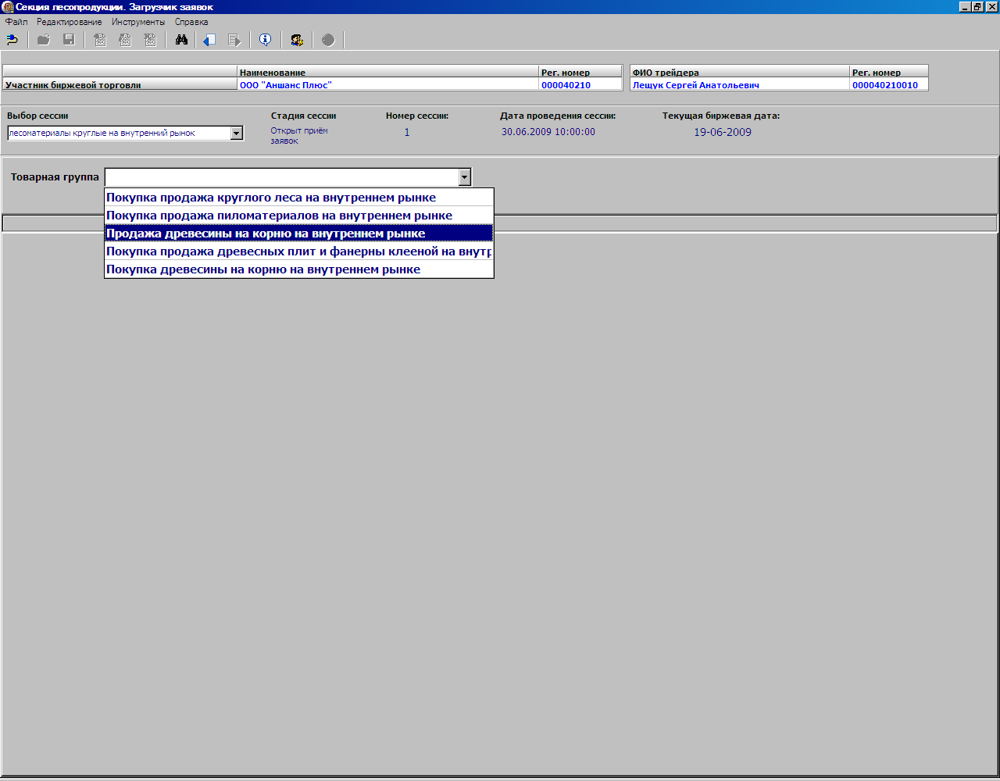 Секция лесопродукции. Загрузчик заявок
Файл Редактирование Инструменты Справка
Наименование Рег. номер ФИО трейдера Рег. номер
Участник биржевой торговли ООО "Аншанс Плюс" 000040210 Лещук Сергей Анатольевич 000040210010
Выбор сессии Стадия сессии Номер сессии: Дата проведения сессии: Текущая биржевая дата:
лесоматериалы круглые на внутренний рынок Открыт приём 1 30.06.2009 10:00:00 19-06-2009
заявок
Товарная группа
Покупка продажа круглого леса на внутреннем рынке
Покупка продажа пиломатериалов на внутреннем рынке
Продажа древесины на корню на внутреннем рынке
Покупка продажа древесных плит и фанерны клееной на внутр
Покупка древесины на корню на внутреннем рынке